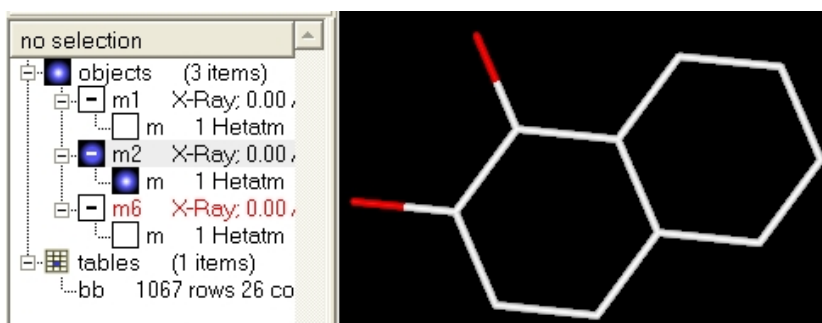 no selection
objects (3 items)
m1 X-Ray; 0.00
m 1 Hetatm
m2 X-Ray; 0.00
m 1 Hetatm
m6 X-Ray; 0.00
m 1 Hetatm
tables (1 items)
bb 1067 rows 26 co